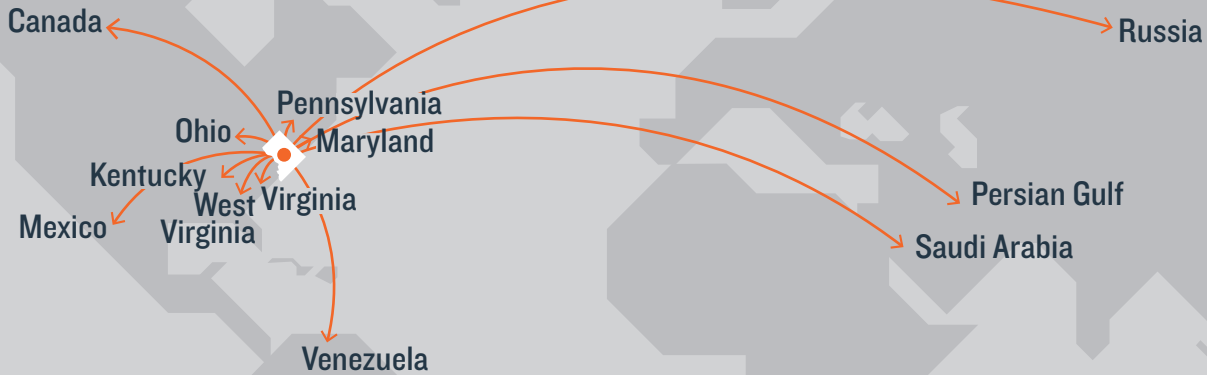 Canada
Russia
Pennsylvania
Ohio
Maryland
Kentucky
Persian Gulf
West
Virginia
Virginia
Mexico
Saudi Arabia
Venezuela